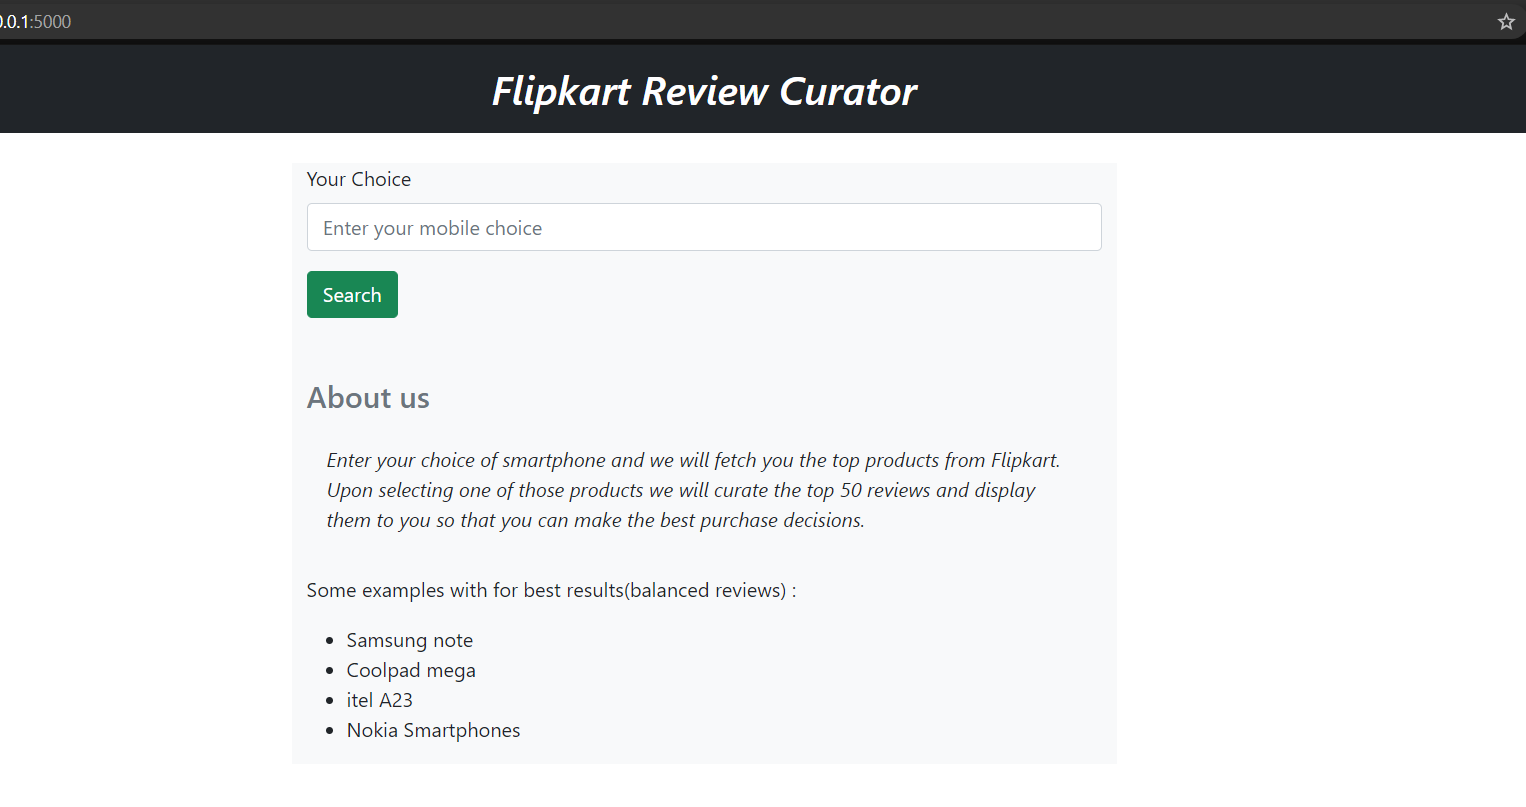 0.0.1:5000
Flipkart Review Curator
Your Choice
Enter your mobile choice
Search
About us
Enter your choice of smartphone and we will fetch you the top products from Flipkart.
Upon selecting one of those products we will curate the top 50 reviews and display
them to you so that you can make the best purchase decisions.
Some examples with for best results(balanced reviews) :
Samsung note
Coolpad mega
itel A23
Nokia Smartphones